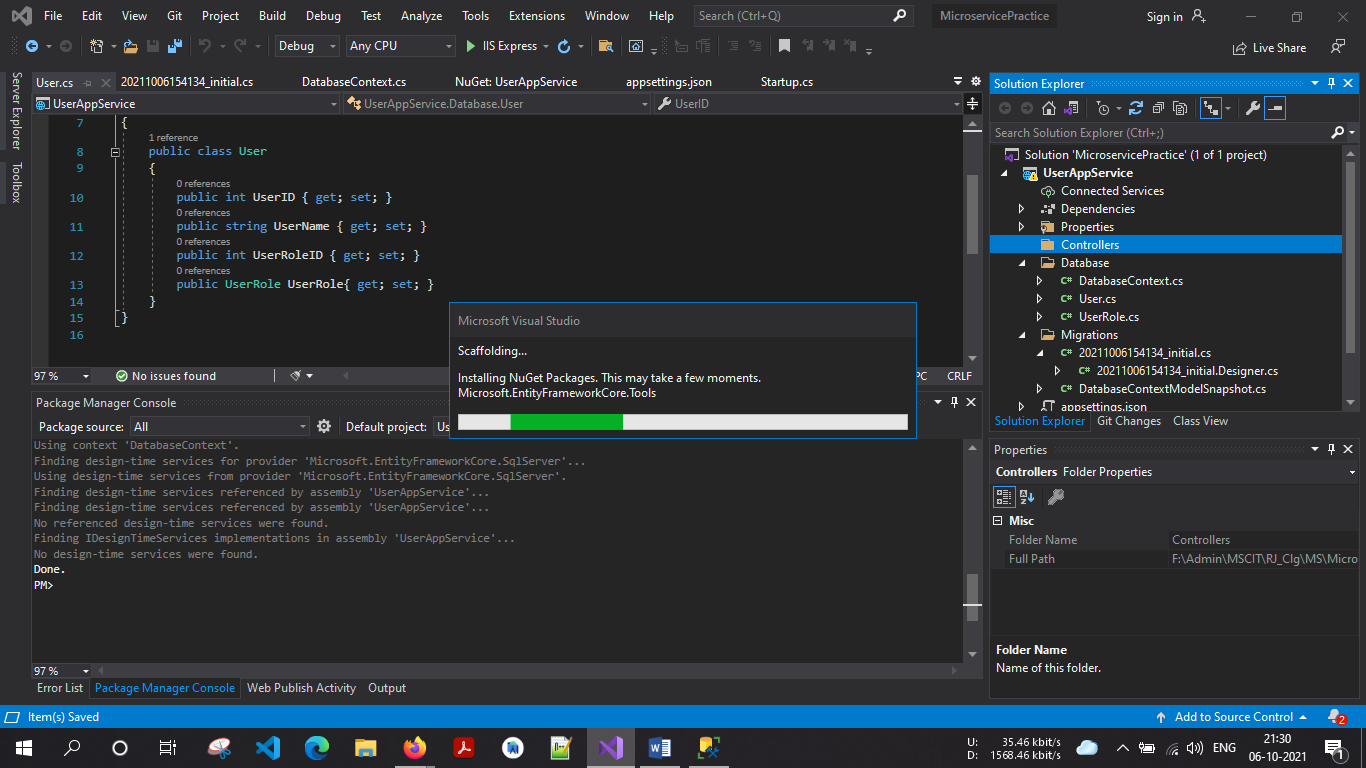 File Edit View Git Project Build Debug Test Analyze Tools Extensions Window Help Search (Ctrl+Q) MicroservicePractice Sign in
Debug Any CPU IIS Express Live Share
Server Explorer
Toolbox
User.cs 20211006154134_initial.cs DatabaseContext.cs NuGet: UserAppService appsettings.json Startup.cs
UserAppService UserAppService.Database.User UserID
7 {
1 reference
8 public class User
9 {
0 references
10 public int UserID { get; set; }
0 references
11 public string UserName { get; set; }
0 references
12 public int UserRoleID { get; set; }
0 references
13 public UserRole UserRole{ get; set; }
14 }
15 }
16
97 % No issues found PC CRLF
Microsoft Visual Studio
Scaffolding...
Installing NuGet Packages. This may take a few moments.
Microsoft.EntityFrameworkCore.Tools
Package Manager Console
Package source: All Default project: Us
Using context 'DatabaseContext'.
Finding design-time services for provider 'Microsoft.EntityFrameworkCore.SqlServer'...
Using design-time services from provider 'Microsoft.EntityFrameworkCore.SqlServer'.
Finding design-time services referenced by assembly 'UserAppService'...
Finding design-time services referenced by assembly 'UserAppService'...
No referenced design-time services were found.
Finding IDesignTimeServices implementations in assembly 'UserAppService'...
No design-time services were found.
Done.
PM>
97 %
Error List Package Manager Console Web Publish Activity Output
Solution Explorer
Search Solution Explorer (Ctrl+;)
Solution 'MicroservicePractice' (1 of 1 project)
UserAppService
Connected Services
Dependencies
Properties
Controllers
Database
C# DatabaseContext.cs
C# User.cs
C# UserRole.cs
Migrations
C# 20211006154134_initial.cs
C# 20211006154134_initial.Designer.cs
C# DatabaseContextModelSnapshot.cs
appsettings.json
Solution Explorer Git Changes Class View
Properties
Controllers Folder Properties
Misc
Folder Name Controllers
Full Path F:\Admin\MSCIT\RJ_Clg\MS\Micro
Folder Name
Name of this folder.
Item(s) Saved Add to Source Control 2
U: 35.46 kbit/s
D: 1568.46 kbit/s
ENG
21:30
06-10-2021
1